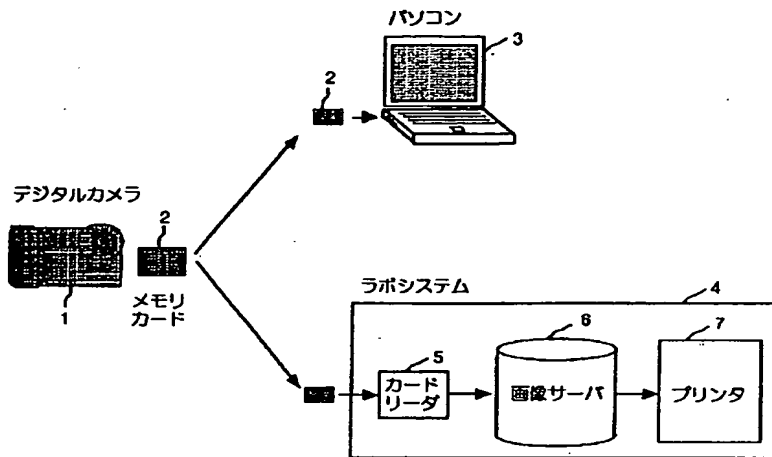 パソコン
3
2
デジタルカメラ
2
1
メモリ
カード
ラボシステム
4
5
6
7
カード
リーダ
画像サーバ
プリンタ